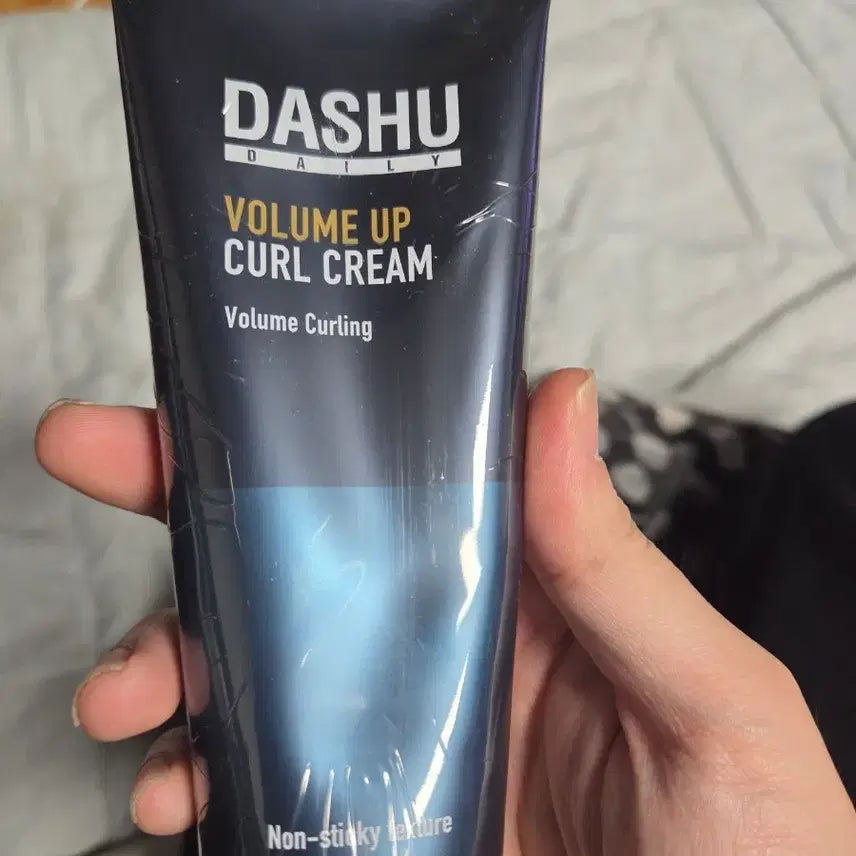 DASHU
DAILY
VOLUME UP
CURL CREAM
Volume Curling
Non-sticky texture